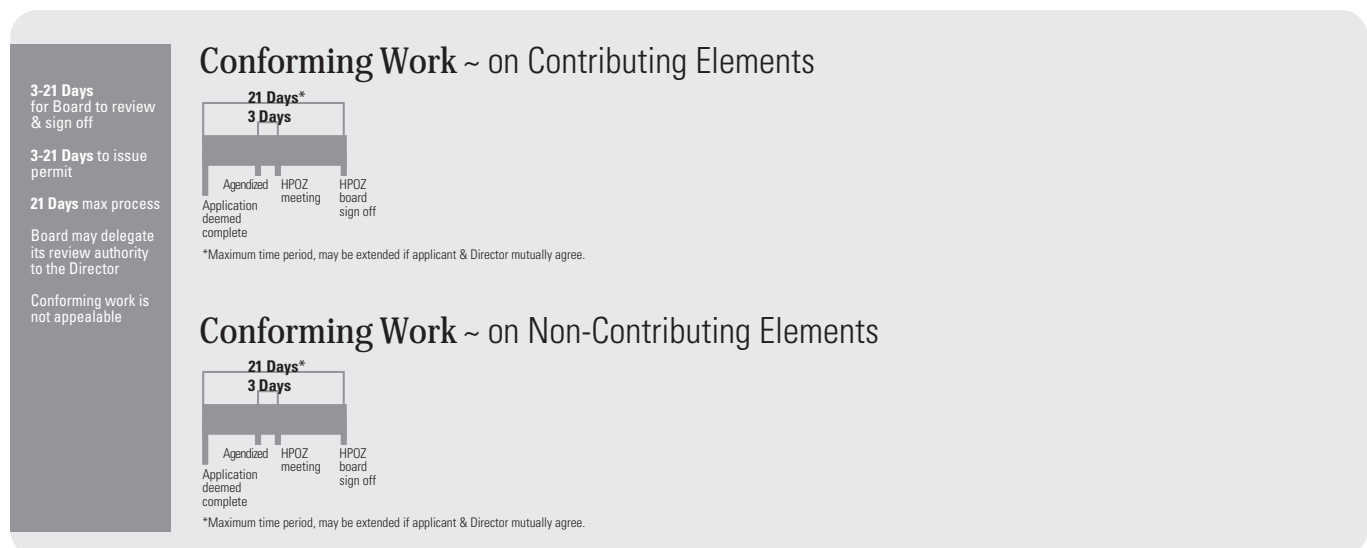 3-21 Days
for Board to review
& sign off
3-21 Days to issue
permit
21 Days max process
Board may delegate
its review authority
to the Director
Conforming work is
not appealable
Conforming Work ~ on Contributing Elements
21 Days*
3 Days
Agendized
HPOZ
meeting
HPOZ
board
sign off
Application
deemed
complete
*Maximum time period, may be extended if applicant & Director mutually agree.
Conforming Work ~ on Non-Contributing Elements
21 Days*
3 Days
Agendized
HPOZ
meeting
HPOZ
board
sign off
Application
deemed
complete
*Maximum time period, may be extended if applicant & Director mutually agree.